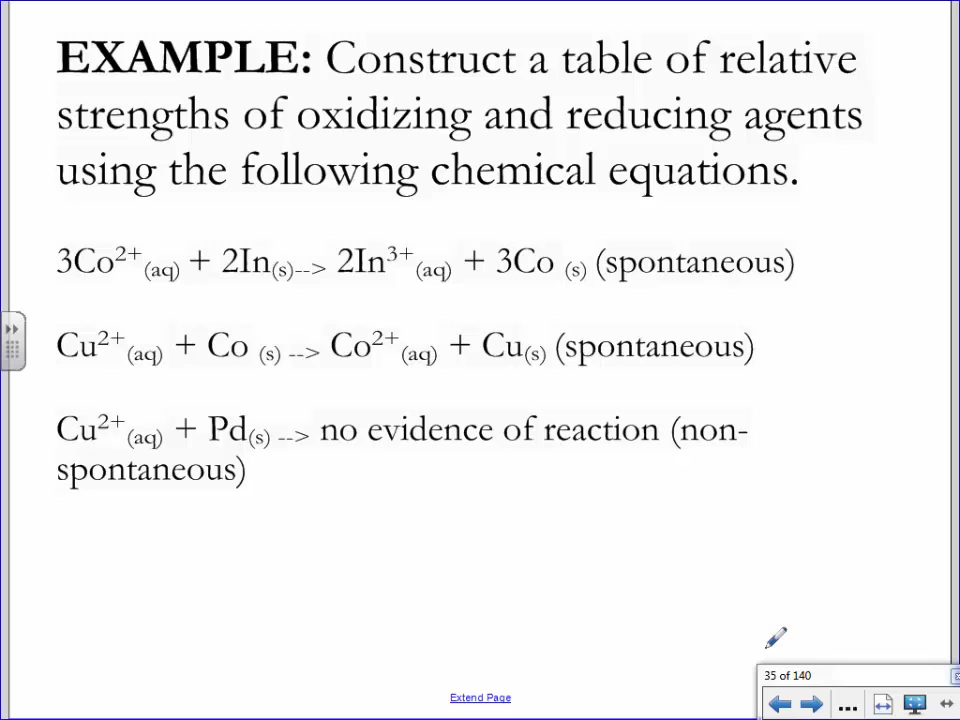 EXAMPLE: Construct a table of relative
strengths of oxidizing and reducing agents
using the following chemical equations.
3Co²⁺(aq) + 2In(s)--> 2In³⁺(aq) + 3Co (s) (spontaneous)
Cu²⁺(aq) + Co (s) --> Co²⁺(aq) + Cu(s) (spontaneous)
Cu²⁺(aq) + Pd(s) --> no evidence of reaction (non-
spontaneous)
35 of 140
Extend Page